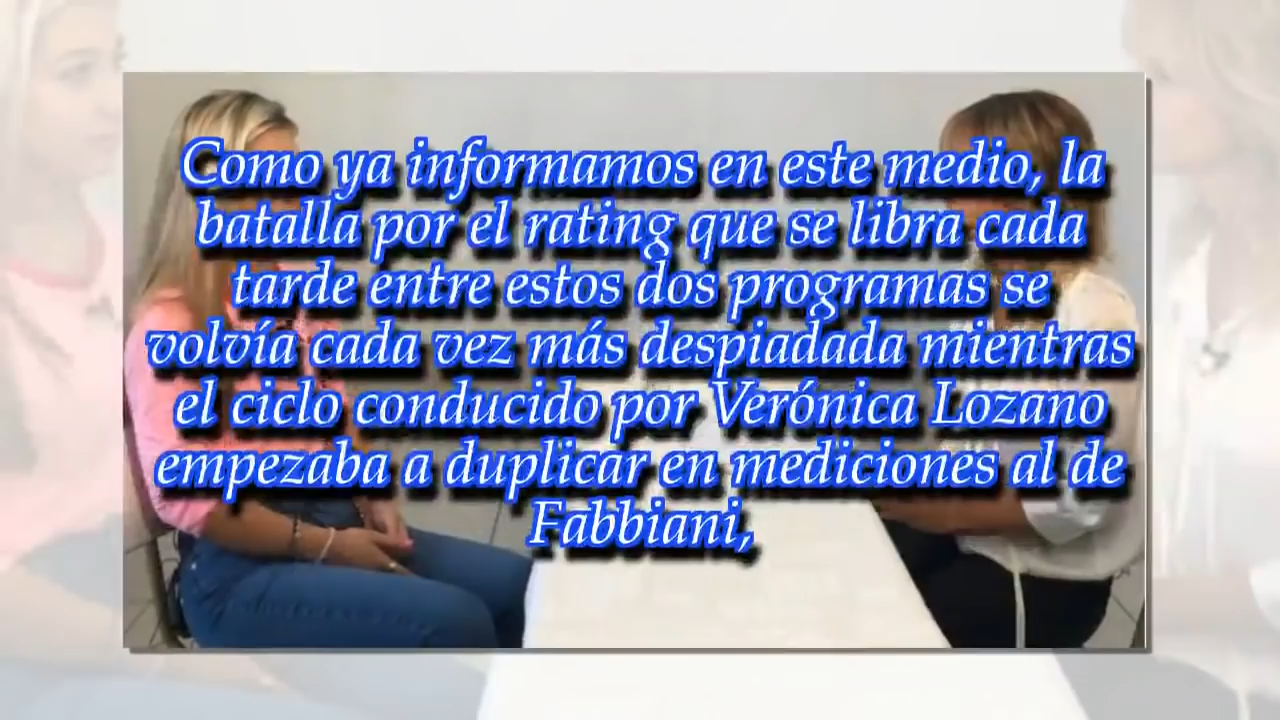 Como ya informamos en este medio, la
batalla por el rating que se libra cada
tarde entre estos dos programas se
volvía cada vez más despiadada mientras
el ciclo conducido por Verónica Lozano
empezaba a duplicar en mediciones al de
Fabbiani,